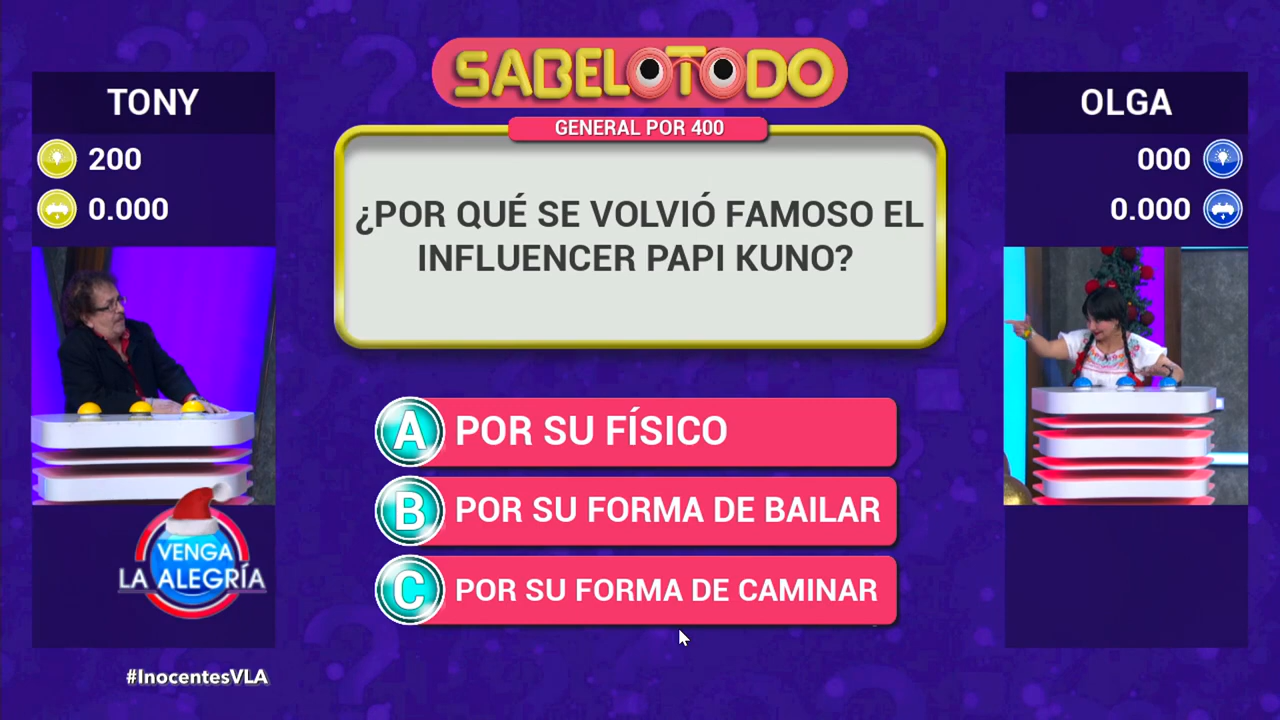 SABELOTODO
GENERAL POR 400
TONY
200
0.000
OLGA
000
0.000
¿POR QUÉ SE VOLVIÓ FAMOSO EL
INFLUENCER PAPI KUNO?
A POR SU FÍSICO
B POR SU FORMA DE BAILAR
C POR SU FORMA DE CAMINAR
VENGA
LA ALEGRÍA
#InocentesVLA